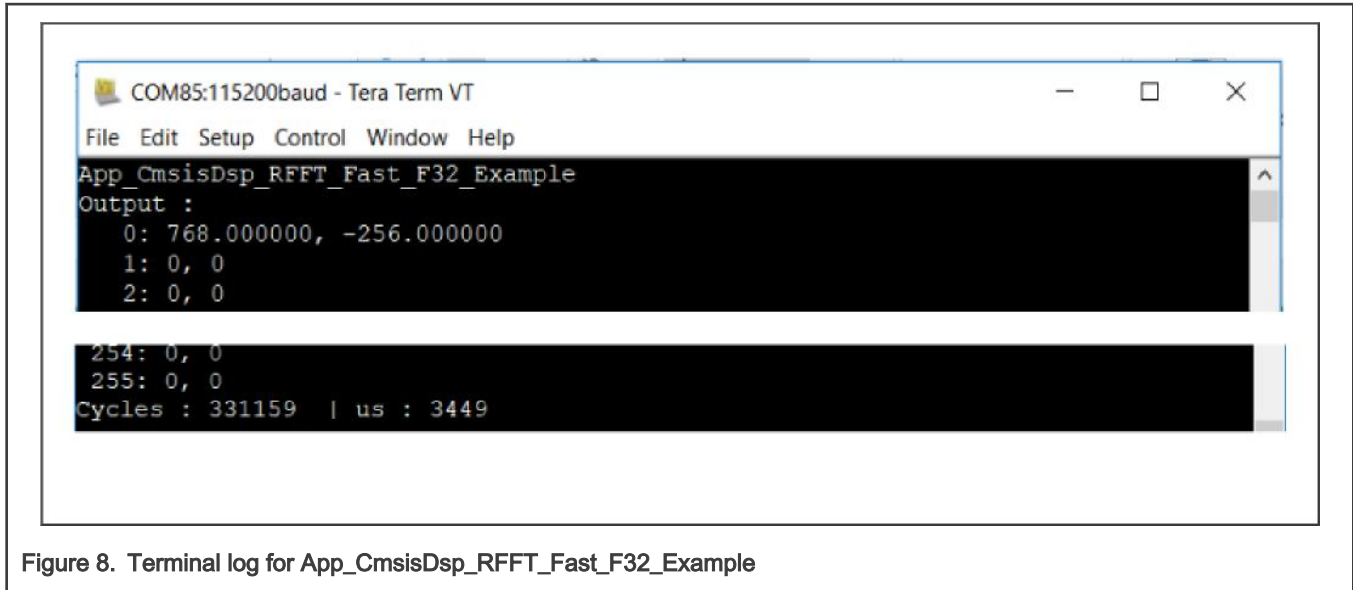 COM85:115200baud - Tera Term VT
File Edit Setup Control Window Help
App_CmsisDsp_RFFT_Fast_F32_Example
Output :
0: 768.000000, -256.000000
1: 0, 0
2: 0, 0
254: 0, 0
255: 0, 0
Cycles : 331159 | us : 3449
Figure 8. Terminal log for App_CmsisDsp_RFFT_Fast_F32_Example